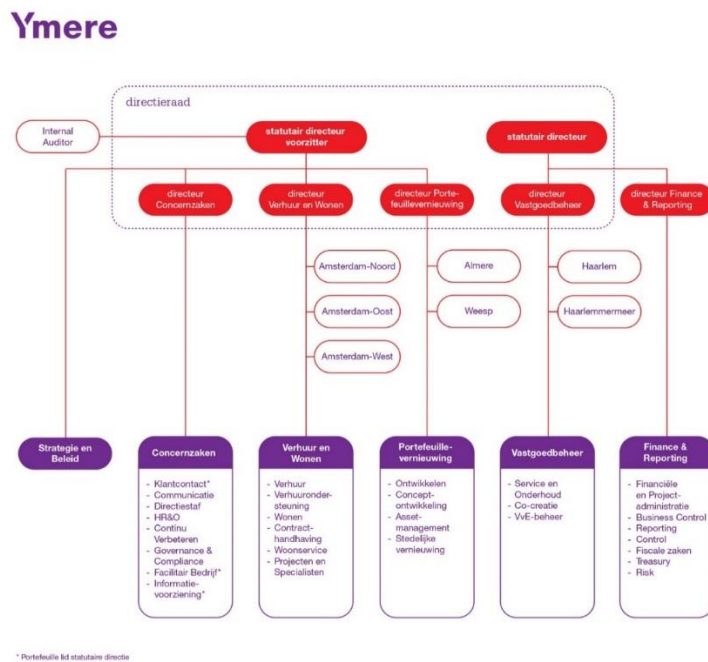 Ymere
directieraad
Internal
Auditor
statutair directeur
voorzitter
statutair directeur
directeur
Concernzaken
directeur
Verhuur en Wonen
directeur Porte-
feuillevernieuwing
directeur
Vastgoedbeheer
directeur Finance
& Reporting
Amsterdam-Noord
Almere
Haarlem
Amsterdam-Oost
Weesp
Haarlemmermeer
Amsterdam-West
Strategie en
Beleid
Concernzaken
- Klantcontact*
- Communicatie
- Directiestaf
- HR&O
- Continu
Verbeteren
- Governance &
Compliance
- Facilitair Bedrijf*
- Informatie-
voorziening*
Verhuur en
Wonen
- Verhuur
- Verhuuronder-
steuning
- Wonen
- Contract-
handhaving
- Woonservice
- Projecten en
Specialisten
Portefeuille-
vernieuwing
- Ontwikkelen
- Concept-
ontwikkeling
- Asset-
management
- Stedelijke
vernieuwing
Vastgoedbeheer
- Service en
Onderhoud
- Co-creatie
- VvE-beheer
Finance &
Reporting
- Financiële
en Project-
administratie
- Business Control
- Reporting
- Control
- Fiscale zaken
- Treasury
- Risk
* Portefeuille lid statutaire directie